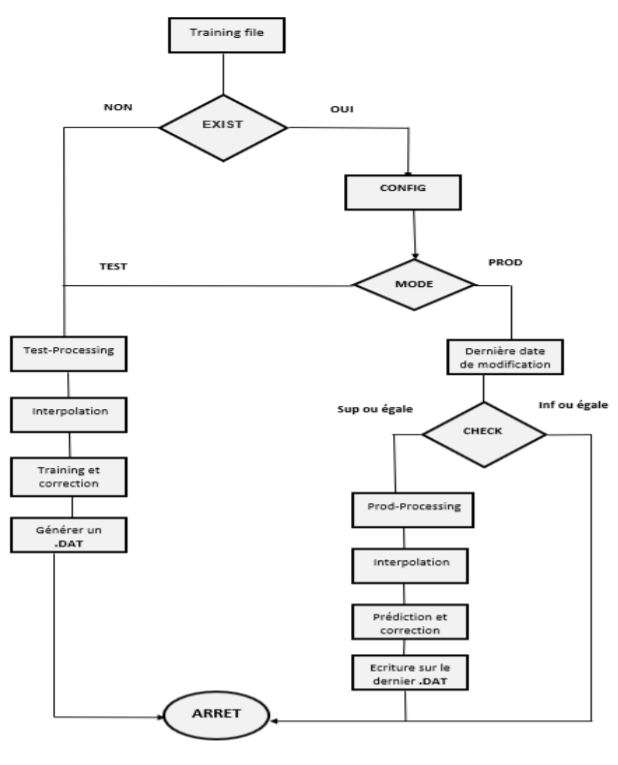 Training file
NON
OUI
EXIST
CONFIG
TEST
PROD
MODE
Test-Processing
Dernière date
de modification
Interpolation
Sup ou égale
Inf ou égale
CHECK
Training et
correction
Prod-Processing
Générer un
.DAT
Interpolation
Prédiction et
correction
Ecriture sur le
dernier .DAT
ARRET